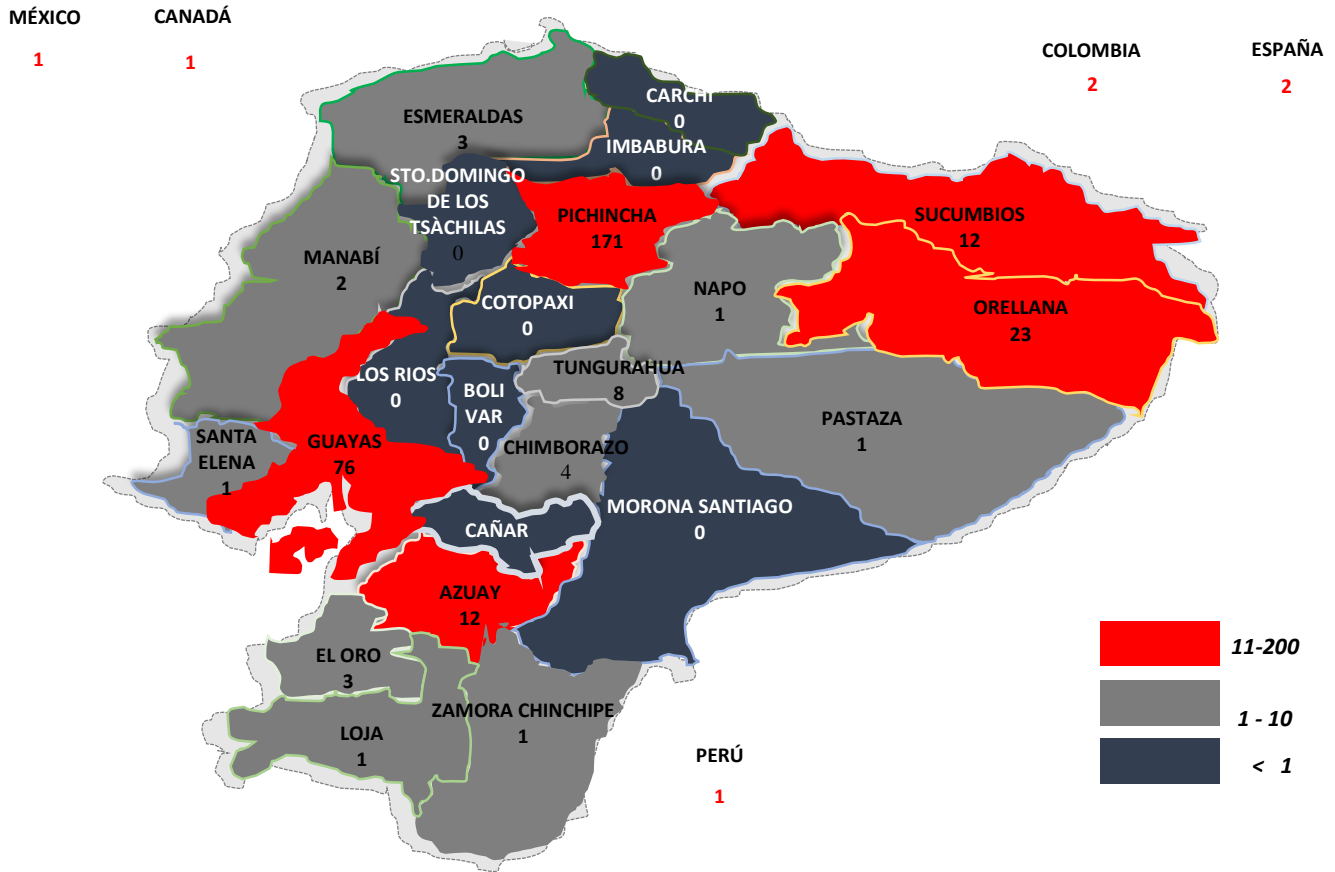 MÉXICO
CANADÁ
1
1
COLOMBIA
ESPAÑA
2
2
CARCHI
0
ESMERALDAS
3
IMBABURA
0
STO.DOMINGO
DE LOS
TSÀCHILAS
0
PICHINCHA
171
SUCUMBIOS
12
MANABÍ
2
NAPO
1
COTOPAXI
0
ORELLANA
23
TUNGURAHUA
8
LOS RIOS
0
BOLI
VAR
0
PASTAZA
1
SANTA
ELENA
1
GUAYAS
76
CHIMBORAZO
4
MORONA SANTIAGO
0
CAÑAR
AZUAY
12
EL ORO
3
ZAMORA CHINCHIPE
1
LOJA
1
PERÚ
1
11-200
1 - 10
< 1